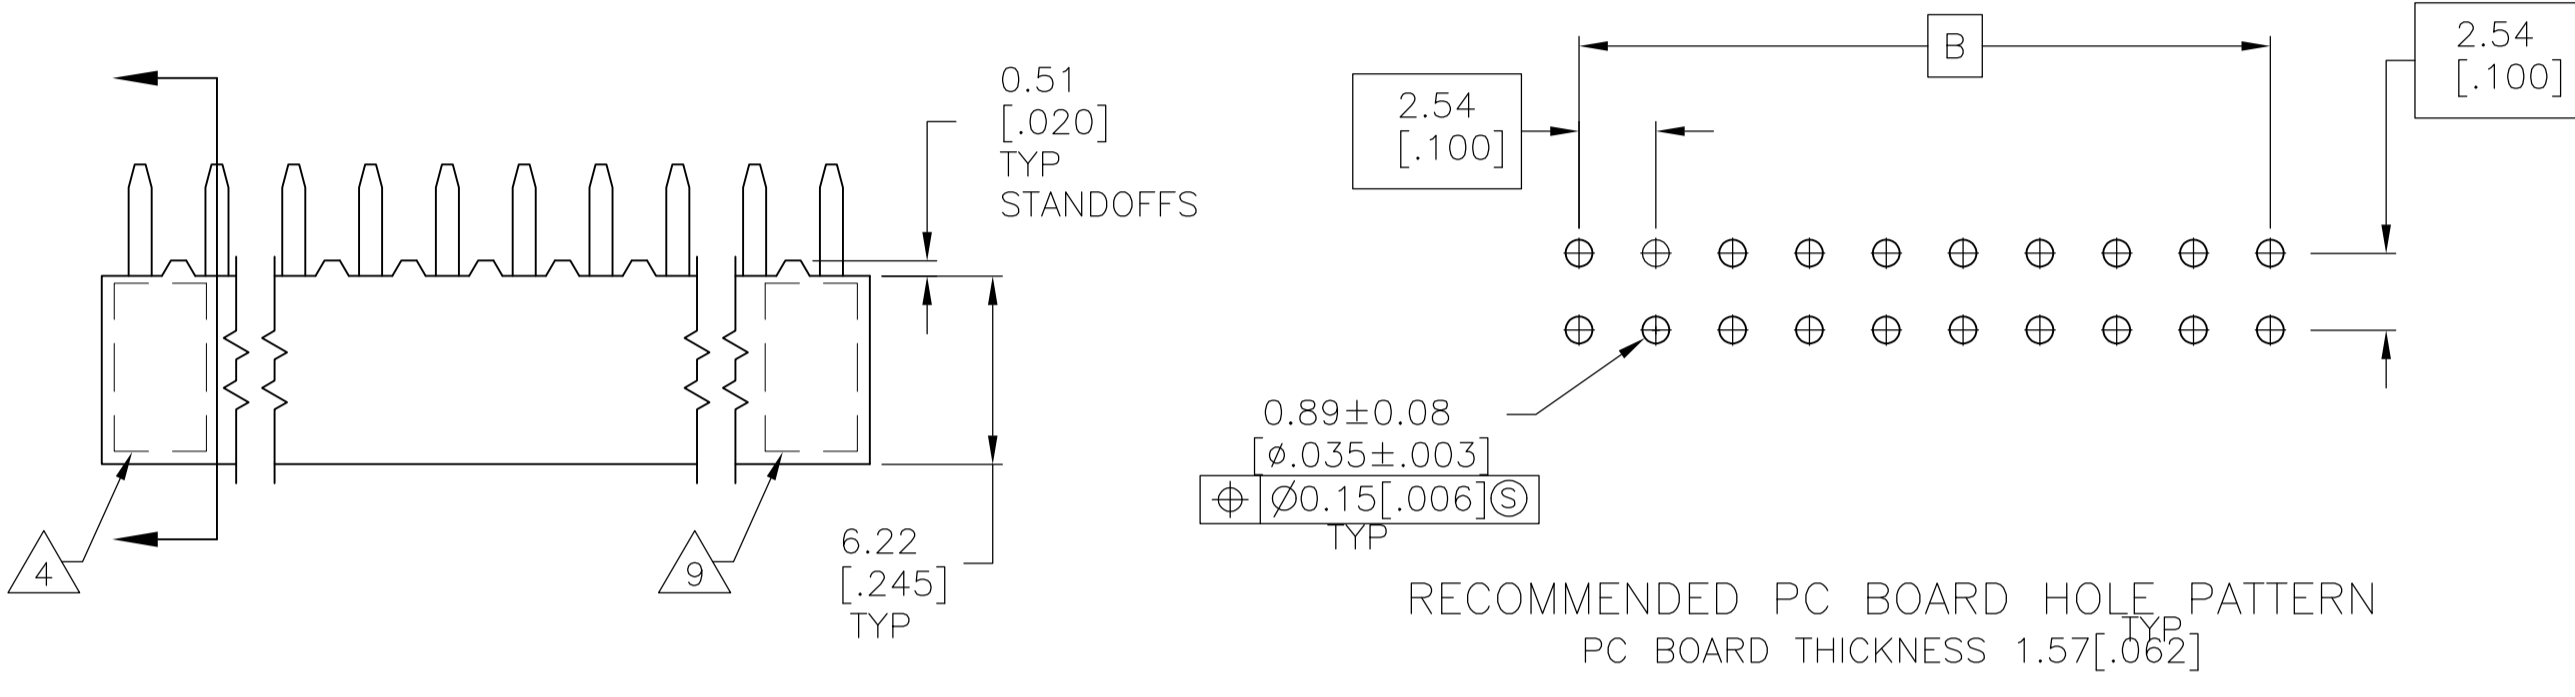 0.51
[.020]
TYP
STANDOFFS
6.22
[.245]
TYP
4
9
B
2.54
[.100]
2.54
[.100]
0.89±0.08
[ø.035±.003]
⌖ Ø0.15[.006]Ⓢ
TYP
RECOMMENDED PC BOARD HOLE PATTERN
TYP
PC BOARD THICKNESS 1.57[.062]